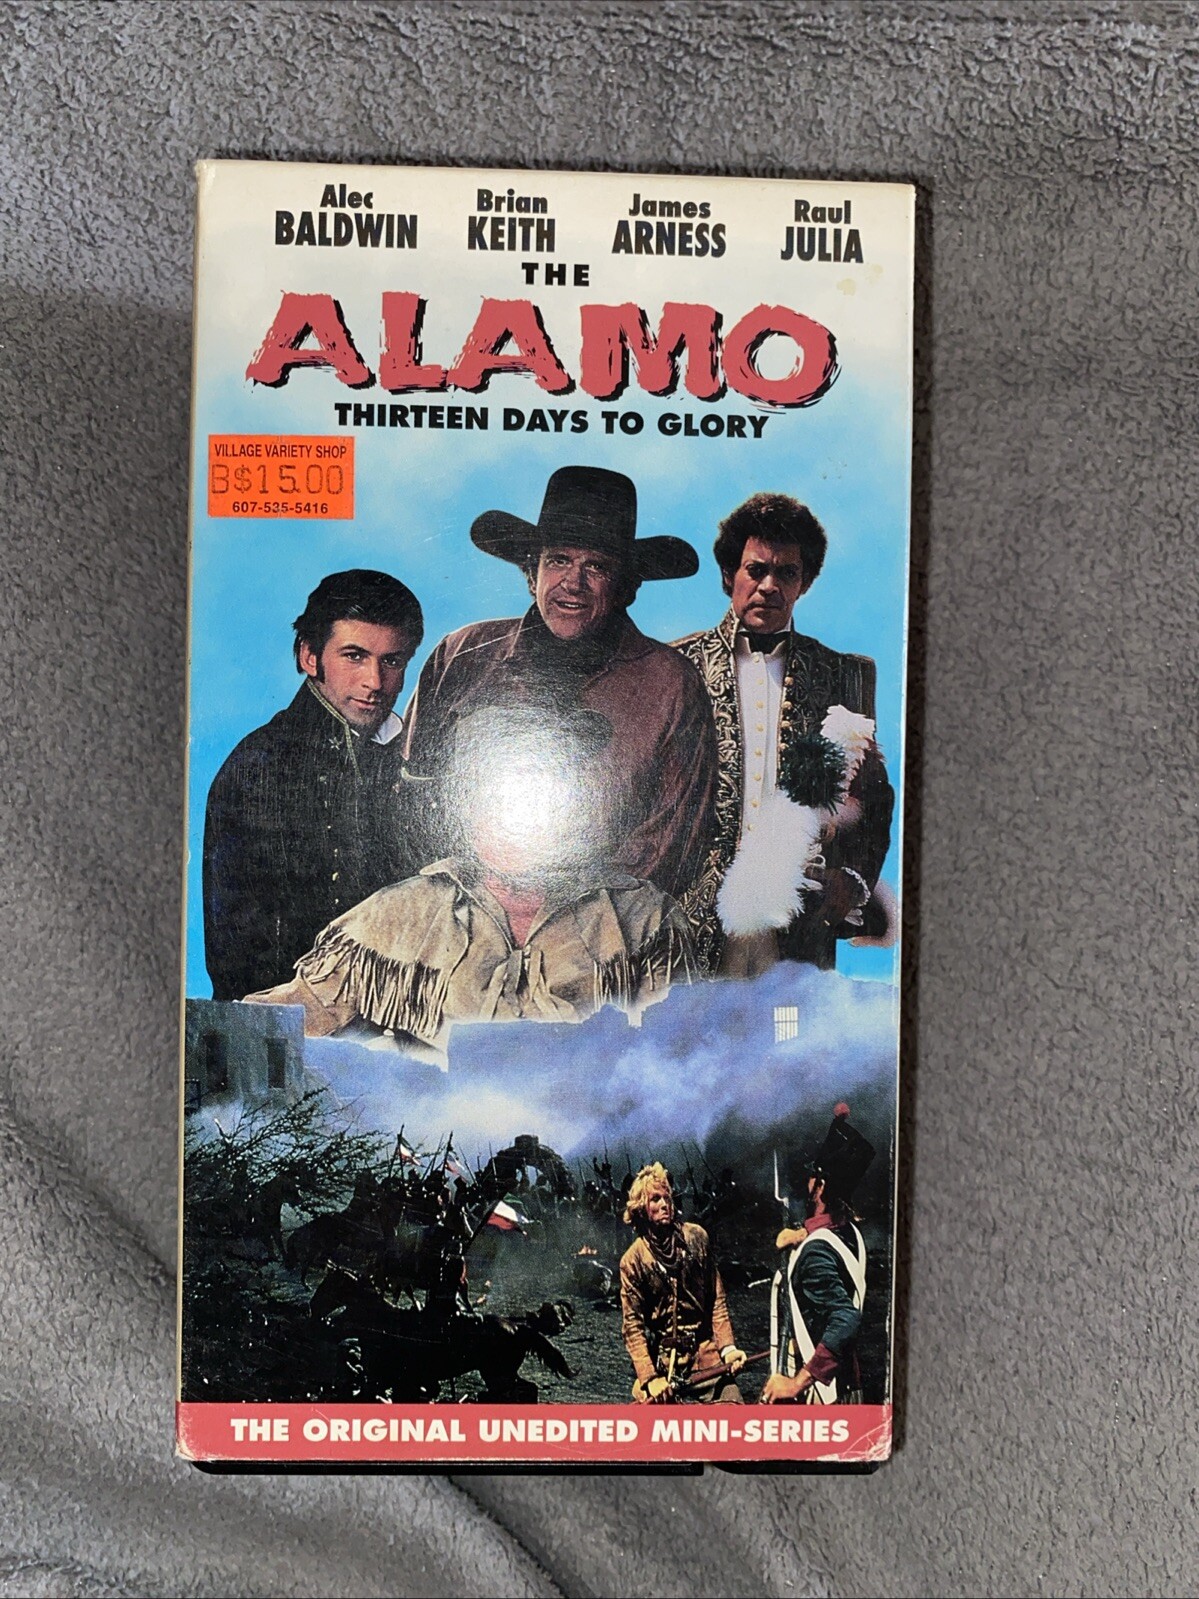 Alec Brian James Raul
BALDWIN KEITH ARNESS JULIA
THE
ALAMO
THIRTEEN DAYS TO GLORY
VILLAGE VARIETY SHOP
B$15.00
607-535-5416
THE ORIGINAL UNEDITED MINI-SERIES